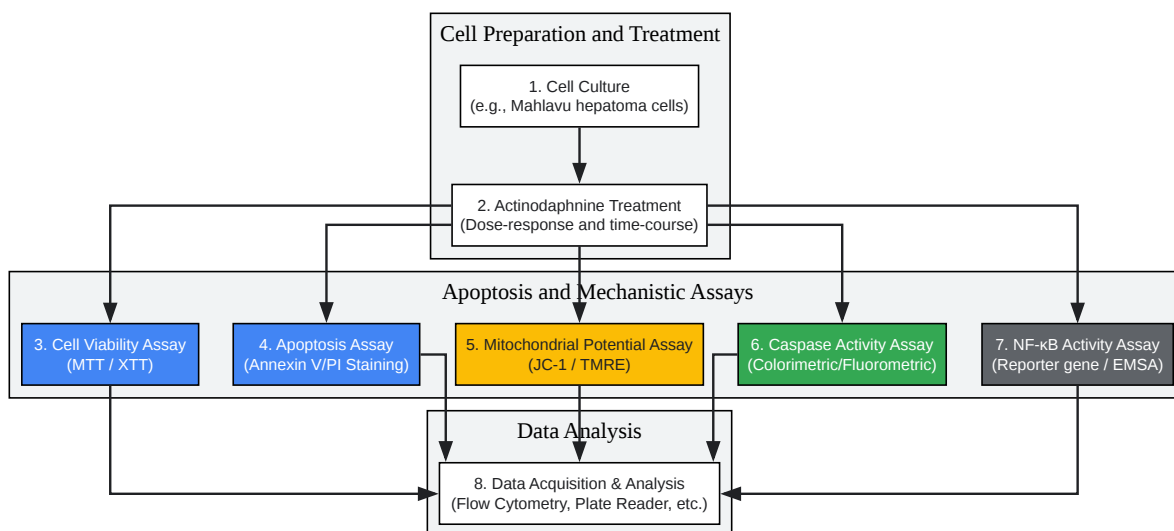 Cell Preparation and Treatment
1. Cell Culture
(e.g., Mahlavu hepatoma cells)
2. Actinodaphnine Treatment
(Dose-response and time-course)
Apoptosis and Mechanistic Assays
3. Cell Viability Assay
(MTT / XTT)
4. Apoptosis Assay
(Annexin V/PI Staining)
5. Mitochondrial Potential Assay
(JC-1 / TMRE)
6. Caspase Activity Assay
(Colorimetric/Fluorometric)
7. NF-κB Activity Assay
(Reporter gene / EMSA)
Data Analysis
8. Data Acquisition & Analysis
(Flow Cytometry, Plate Reader, etc.)